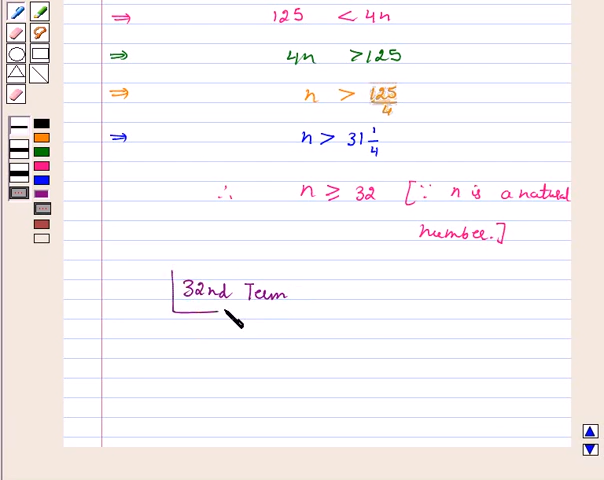 ⇒ 125 < 4n
⇒ 4n > 125
⇒ n > 125/4
⇒ n > 31 1/4
∴ n ≥ 32 [∵ n is a natural
number.]
32nd Term